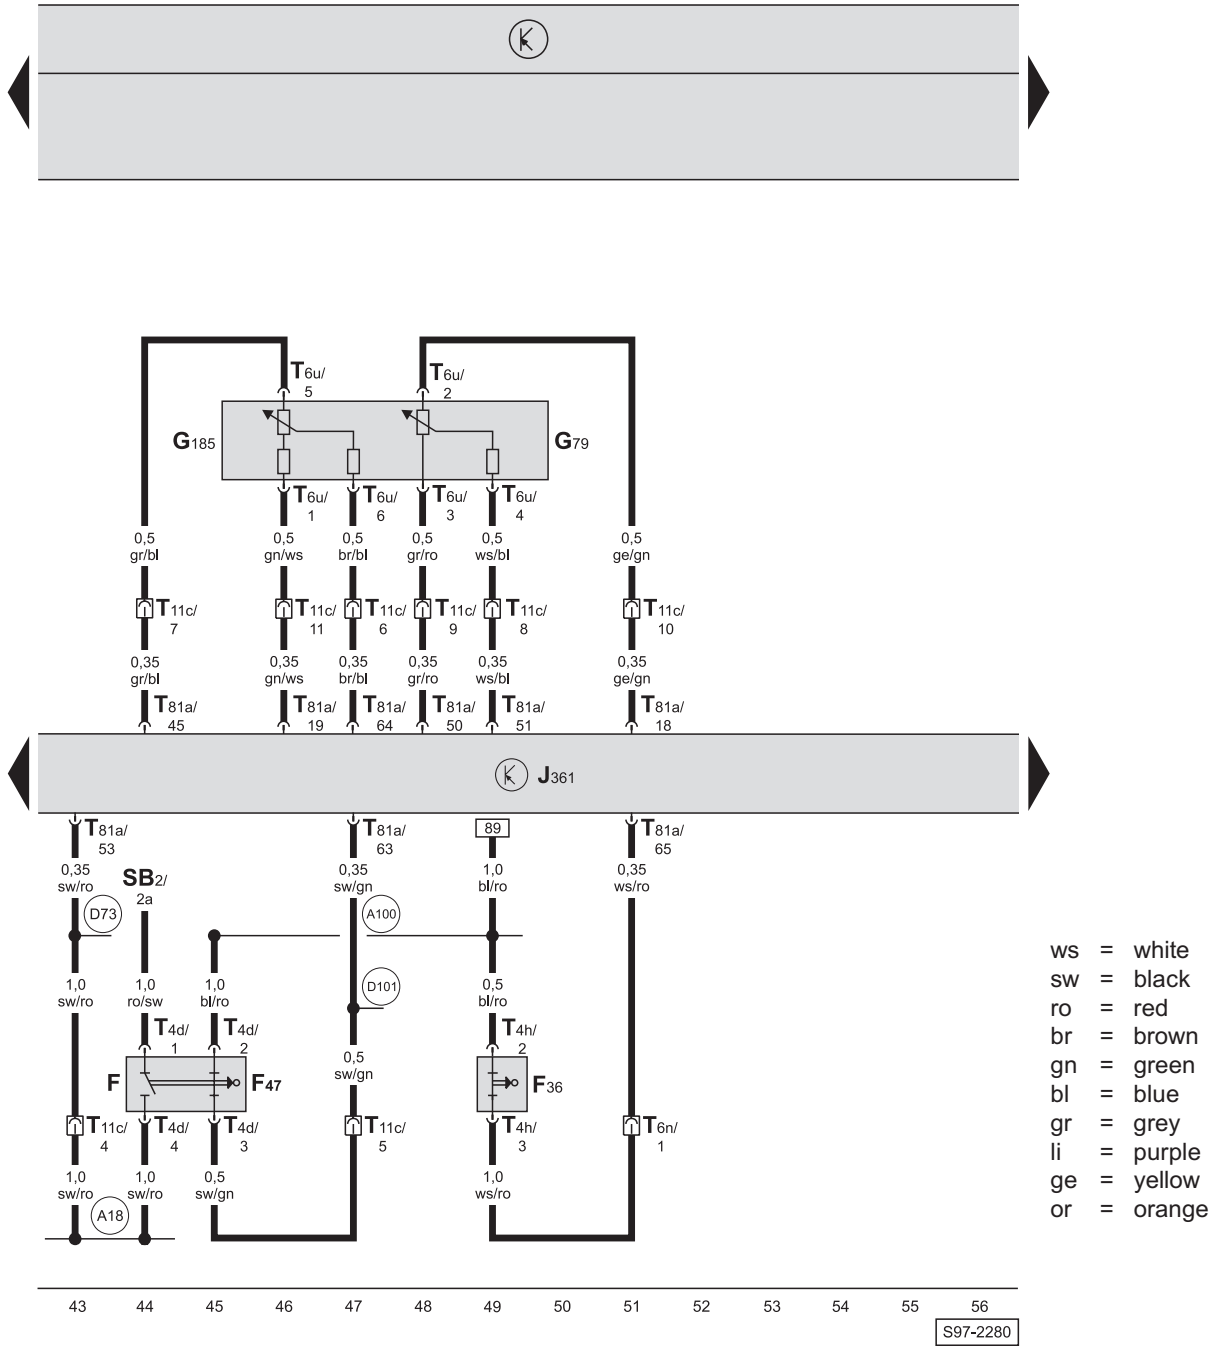 T6u/ T6u/
5 2
G185 G79
T6u/ T6u/ T6u/ T6u/
1 6 3 4
0,5 0,5 0,5 0,5 0,5 0,5
gr/bl gn/ws br/bl gr/ro ws/bl ge/gn
T11c/ T11c/ T11c/ T11c/ T11c/ T11c/
7 11 6 9 8 10
0,35 0,35 0,35 0,35 0,35 0,35
gr/bl gn/ws br/bl gr/ro ws/bl ge/gn
T81a/ T81a/ T81a/ T81a/ T81a/ T81a/
45 19 64 50 51 18
J361
T81a/ T81a/ 89 T81a/
53 63 65
0,35 0,35 1,0 0,35
sw/ro SB2/ sw/gn bl/ro ws/ro
2a
D73 A100
1,0 1,0 1,0 D101 0,5
sw/ro ro/sw bl/ro bl/ro
T4d/ T4d/ T4h/
1 2 2
0,5
sw/gn
F F47 F36
T11c/ T4d/ T4d/ T11c/ T4h/ T6n/
4 4 3 5 3 1
1,0 1,0 0,5 1,0
sw/ro sw/ro sw/gn ws/ro
A18
ws = white
sw = black
ro = red
br = brown
gn = green
bl = blue
gr = grey
li = purple
ge = yellow
or = orange
43 44 45 46 47 48 49 50 51 52 53 54 55 56
S97-2280